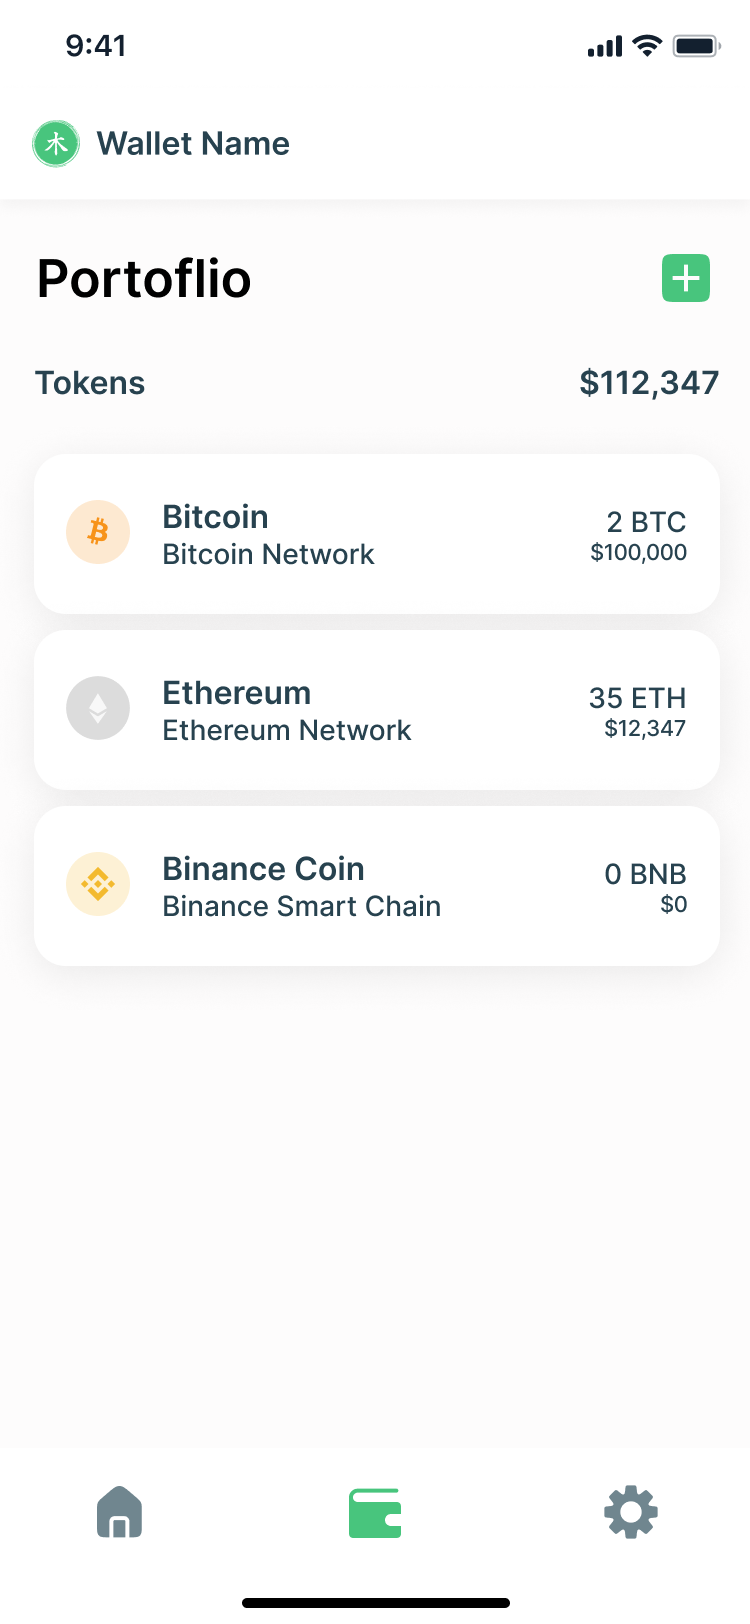 9:41
木 Wallet Name
Portoflio
Tokens $112,347
Bitcoin 2 BTC
Bitcoin Network $100,000
Ethereum 35 ETH
Ethereum Network $12,347
Binance Coin 0 BNB
Binance Smart Chain $0